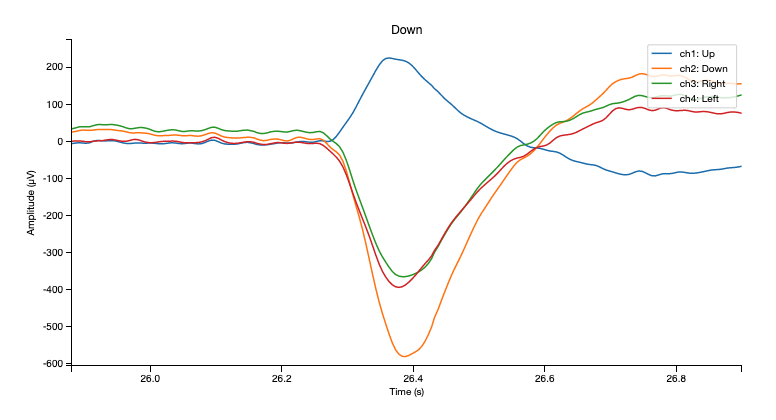 Down
ch1: Up
ch2: Down
ch3: Right
ch4: Left
Amplitude (µV)
200
100
0
-100
-200
-300
-400
-500
-600
26.0
26.2
26.4
26.6
26.8
Time (s)